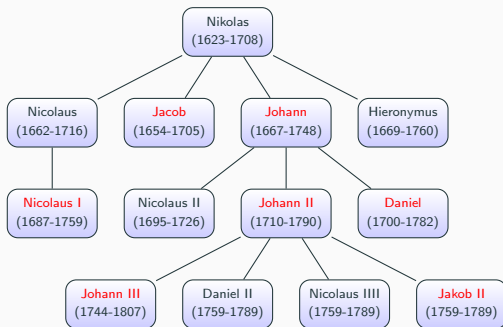 Nikolas
(1623-1708)
Nicolaus
(1662-1716)
Jacob
(1654-1705)
Johann
(1667-1748)
Hieronymus
(1669-1760)
Nicolaus I
(1687-1759)
Nicolaus II
(1695-1726)
Johann II
(1710-1790)
Daniel
(1700-1782)
Johann III
(1744-1807)
Daniel II
(1759-1789)
Nicolaus IIII
(1759-1789)
Jakob II
(1759-1789)